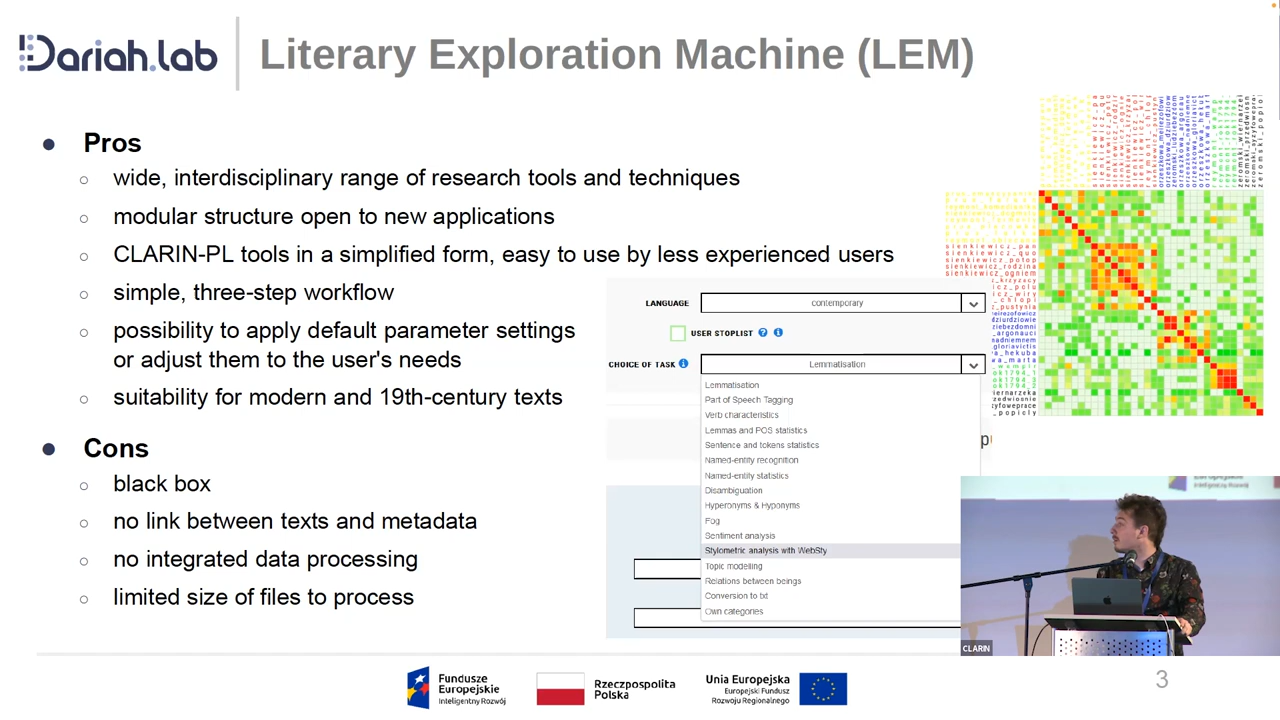 Dariah.lab
Literary Exploration Machine (LEM)
Pros
wide, interdisciplinary range of research tools and techniques
modular structure open to new applications
CLARIN-PL tools in a simplified form, easy to use by less experienced users
simple, three-step workflow
possibility to apply default parameter settings
or adjust them to the user's needs
suitability for modern and 19th-century texts
Cons
black box
no link between texts and metadata
no integrated data processing
limited size of files to process
LANGUAGE contemporary
USER STOPLIST
CHOICE OF TASK Lemmatisation
Lemmatisation
Part of Speech Tagging
Verb characteristics
Lemmas and POS statistics
Sentence and tokens statistics
Named-entity recognition
Named-entity statistics
Disambiguation
Hyperonyms & Hyponyms
Fog
Sentiment analysis
Stylometric analysis with WebSty
Topic modelling
Relations between beings
Conversion to txt
Own categories
sienkiewicz_pan
sienkiewicz_quo
sienkiewicz_potop
sienkiewicz_rodzina
sienkiewicz_ogniem
CLARIN
Fundusze
Europejskie
Inteligentny Rozwój
Rzeczpospolita
Polska
Unia Europejska
Europejski Fundusz
Rozwoju Regionalnego
3